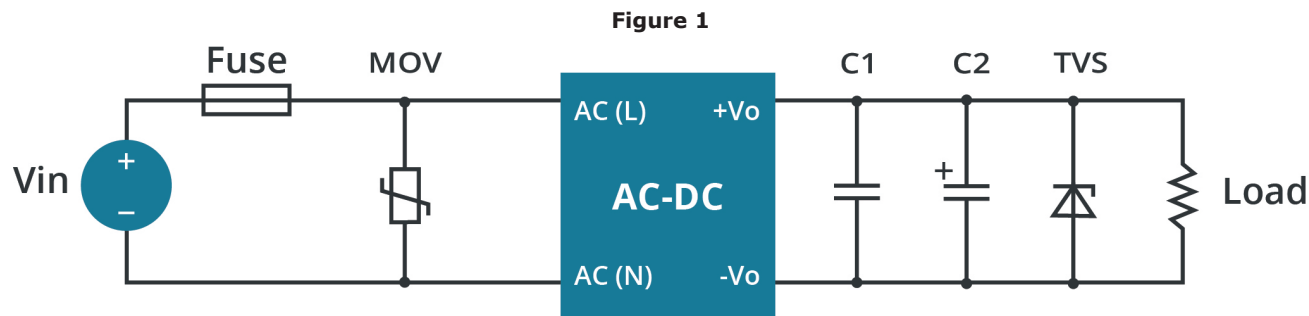 Figure 1
Fuse
MOV
C1
C2
TVS
AC (L)
+Vo
+
Vin
−
AC-DC
+
Load
AC (N)
-Vo